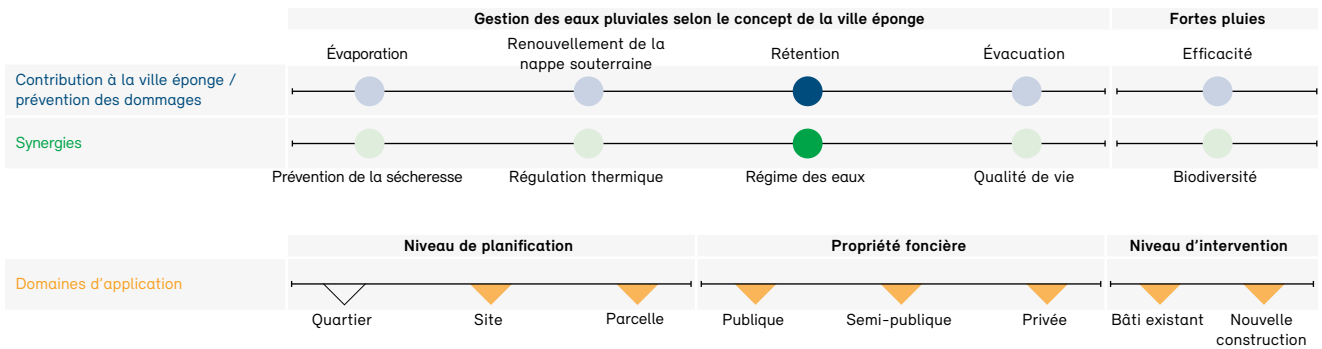 Gestion des eaux pluviales selon le concept de la ville éponge
Fortes pluies
Évaporation
Renouvellement de la
nappe souterraine
Rétention
Évacuation
Efficacité
Contribution à la ville éponge /
prévention des dommages
Synergies
Prévention de la sécheresse
Régulation thermique
Régime des eaux
Qualité de vie
Biodiversité
Niveau de planification
Propriété foncière
Niveau d'intervention
Domaines d'application
Quartier
Site
Parcelle
Publique
Semi-publique
Privée
Bâti existant
Nouvelle
construction